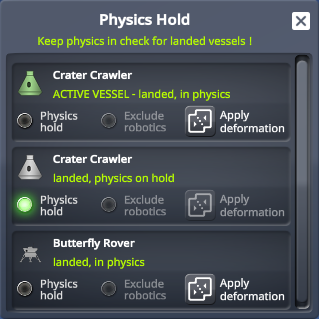 Physics Hold
Keep physics in check for landed vessels !
Crater Crawler
ACTIVE VESSEL - landed, in physics
Physics hold
Exclude robotics
Apply deformation
Crater Crawler
landed, physics on hold
Physics hold
Exclude robotics
Apply deformation
Butterfly Rover
landed, in physics
Physics hold
Exclude robotics
Apply deformation